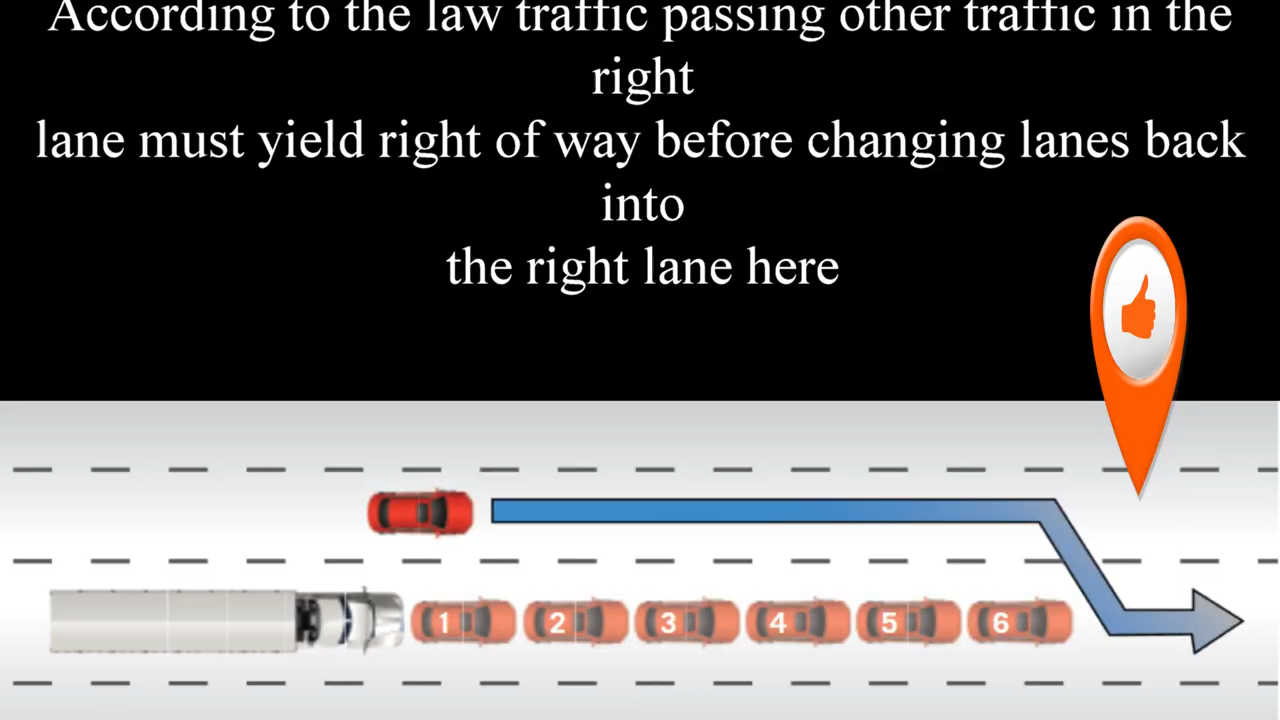 According to the law traffic passing other traffic in the
right
lane must yield right of way before changing lanes back
into
the right lane here
1 2 3 4 5 6